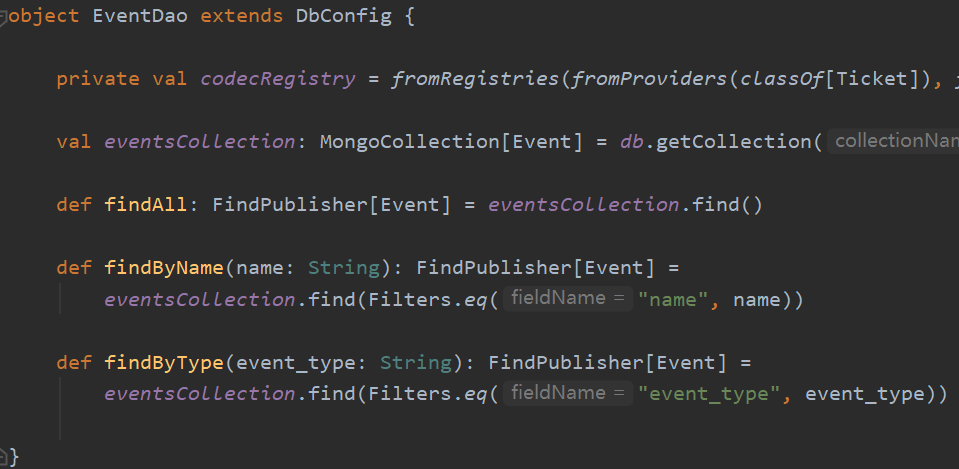 object EventDao extends DbConfig {
private val codecRegistry = fromRegistries(fromProviders(classOf[Ticket]),
val eventsCollection: MongoCollection[Event] = db.getCollection( collectionNam
def findAll: FindPublisher[Event] = eventsCollection.find()
def findByName(name: String): FindPublisher[Event] =
eventsCollection.find(Filters.eq( fieldName = "name", name))
def findByType(event_type: String): FindPublisher[Event] =
eventsCollection.find(Filters.eq( fieldName = "event_type", event_type))
}